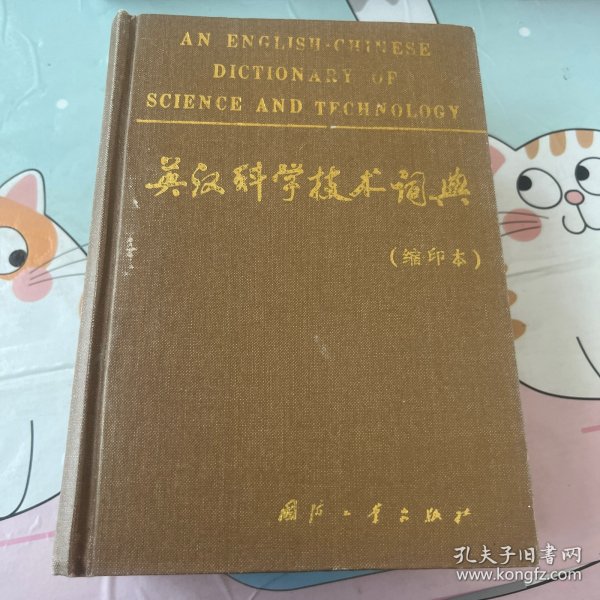 AN ENGLISH-CHINESE
DICTIONARY OF
SCIENCE AND TECHNOLOGY
英汉科学技术词典
(缩印本)
国防工业出版社
孔夫子旧书网
www.kongfz.com